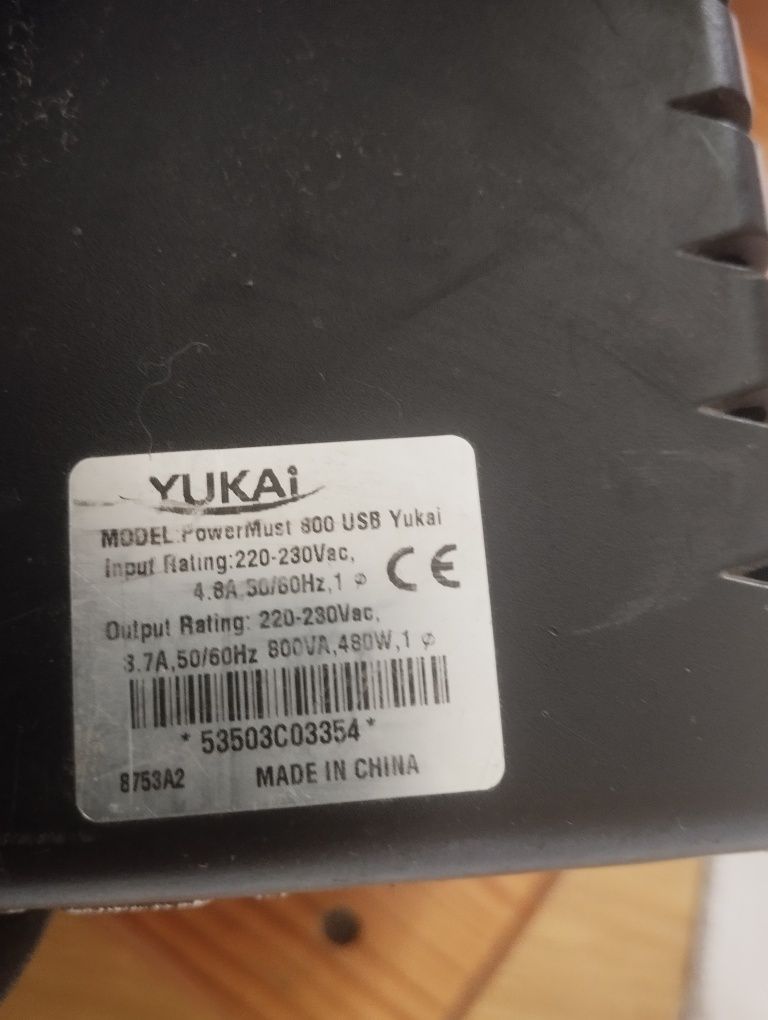 YUKAi
MODEL:PowerMust 800 USB Yukai
Input Rating:220-230Vac,
4.8A,50/60Hz,1 φ
CE
Output Rating: 220-230Vac,
3.7A,50/60Hz 800VA,480W,1 φ
*53503C03354*
8753A2 MADE IN CHINA